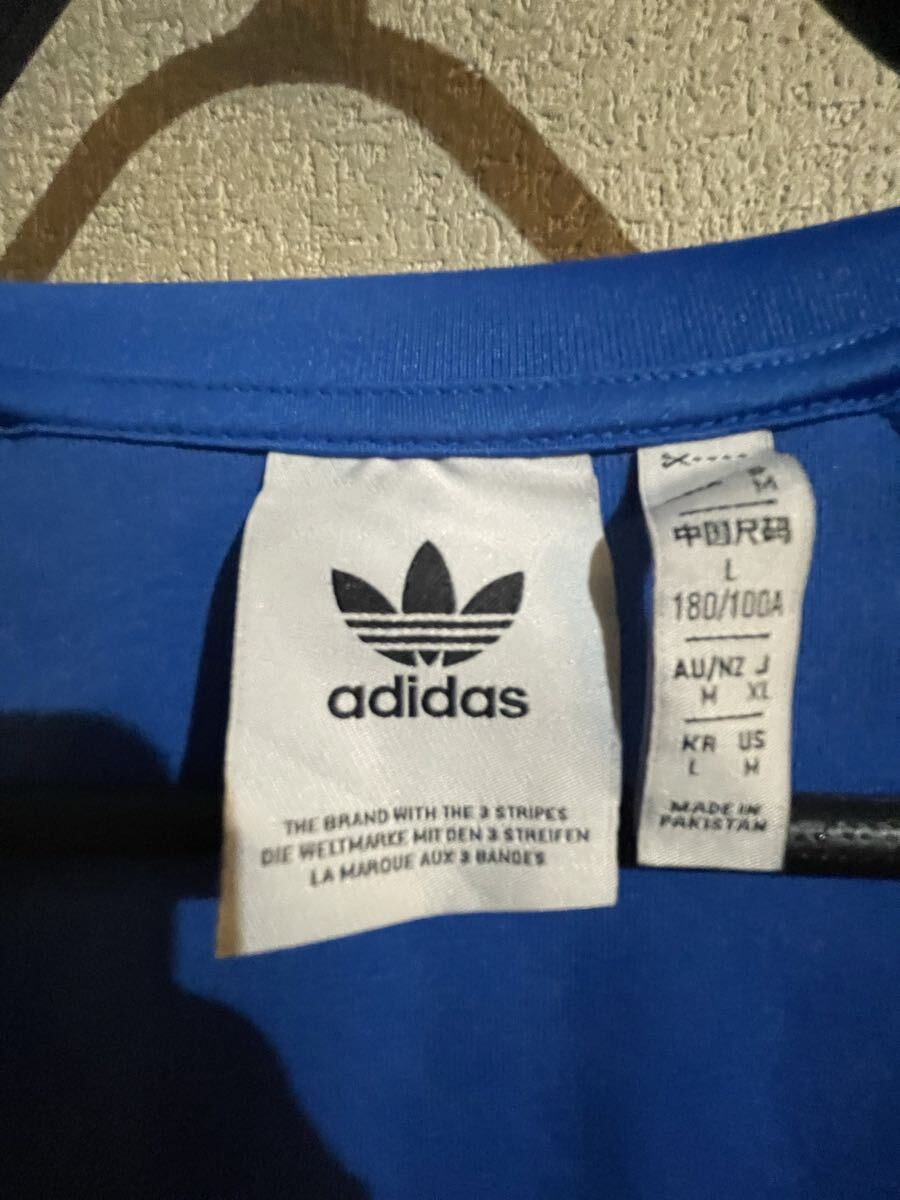 adidas
THE BRAND WITH THE 3 STRIPES
DIE WELTMARKE MIT DEN 3 STREIFEN
LA MARQUE AUX 3 BANDES
M
中国尺码
L
180/100A
AU/NZ J
M XL
KR US
L M
MADE IN
PAKISTAN